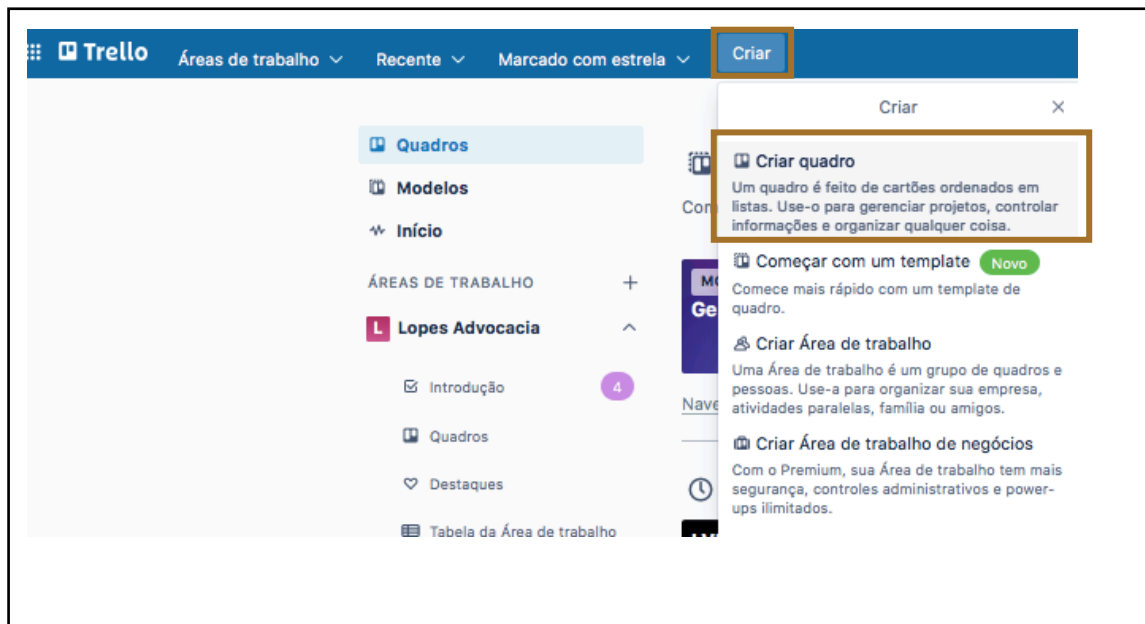 Trello Áreas de trabalho Recente Marcado com estrela Criar
Quadros
Modelos
Início
ÁREAS DE TRABALHO
L Lopes Advocacia
Introdução 4
Quadros
Destaques
Tabela da Área de trabalho
Criar
Criar quadro
Um quadro é feito de cartões ordenados em
listas. Use-o para gerenciar projetos, controlar
informações e organizar qualquer coisa.
Começar com um template Novo
Comece mais rápido com um template de
quadro.
Criar Área de trabalho
Uma Área de trabalho é um grupo de quadros e
pessoas. Use-a para organizar sua empresa,
atividades paralelas, família ou amigos.
Criar Área de trabalho de negócios
Com o Premium, sua Área de trabalho tem mais
segurança, controles administrativos e power-
ups ilimitados.